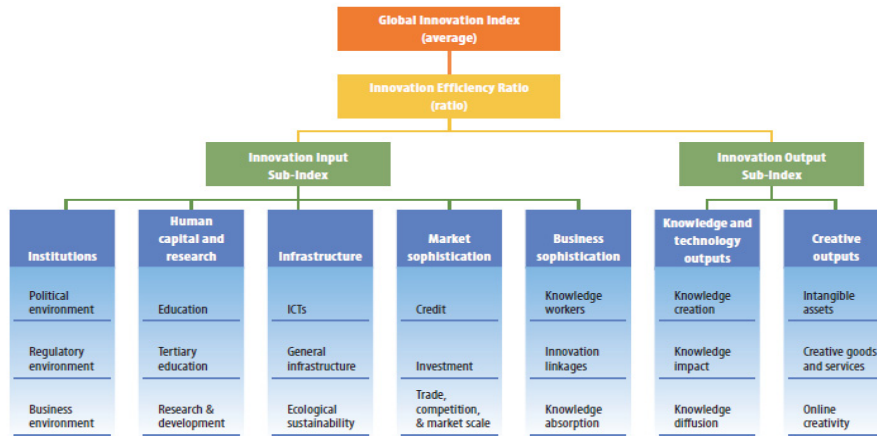 Global Innovation Index
(average)
Innovation Efficiency Ratio
(ratio)
Innovation Input
Sub-Index
Innovation Output
Sub-Index
Institutions
Human
capital and
research
Infrastructure
Market
sophistication
Business
sophistication
Knowledge and
technology
outputs
Creative
outputs
Political
environment
Education
ICTs
Credit
Knowledge
workers
Knowledge
creation
Intangible
assets
Regulatory
environment
Tertiary
education
General
infrastructure
Investment
Innovation
linkages
Knowledge
impact
Creative goods
and services
Business
environment
Research &
development
Ecological
sustainability
Trade,
competition,
& market scale
Knowledge
absorption
Knowledge
diffusion
Online
creativity